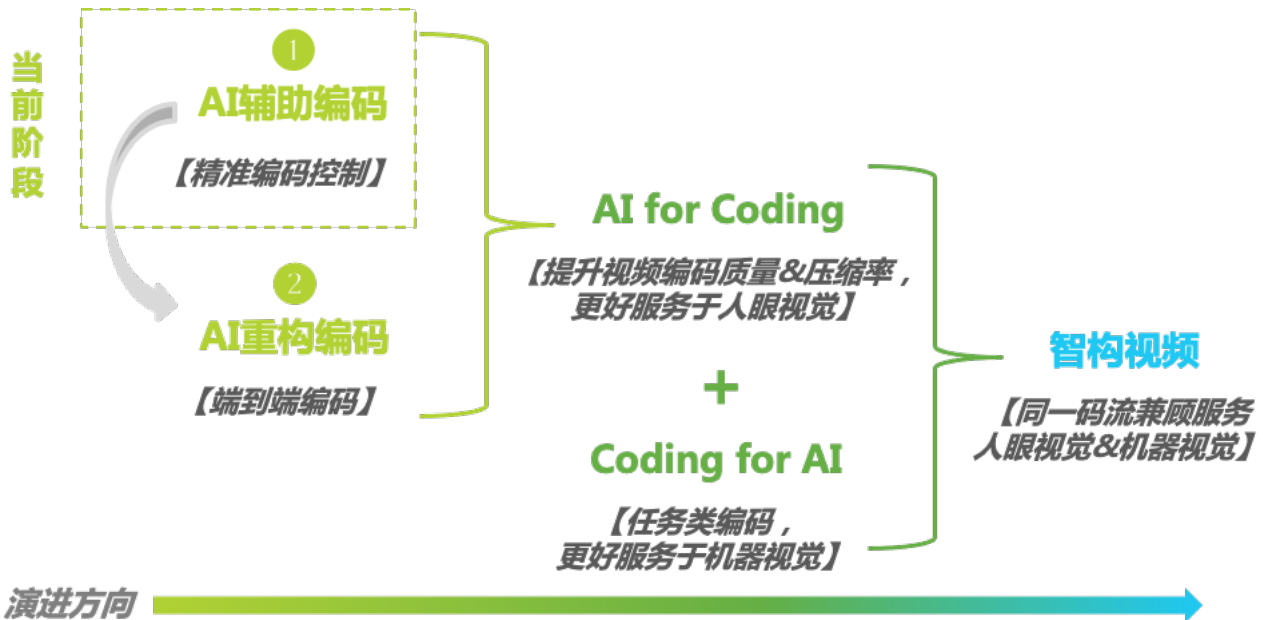 当前阶段
1
AI辅助编码
【精准编码控制】
2
AI重构编码
【端到端编码】
AI for Coding
【提升视频编码质量&压缩率，
更好服务于人眼视觉】
+
Coding for AI
【任务类编码，
更好服务于机器视觉】
智构视频
【同一码流兼顾服务
人眼视觉&机器视觉】
演进方向